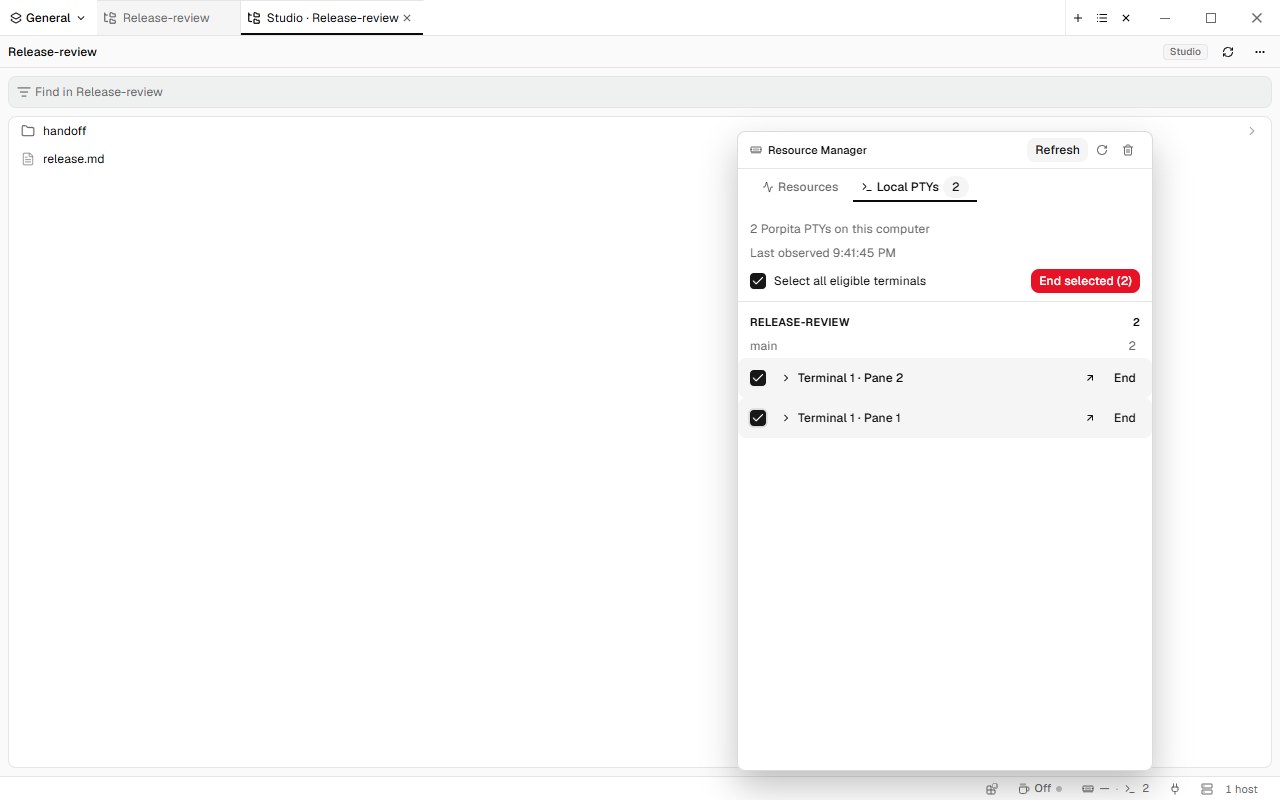 General
Release-review
Studio · Release-review
Release-review
Studio
Find in Release-review
handoff
release.md
Resource Manager
Refresh
Resources
Local PTYs 2
2 Porpita PTYs on this computer
Last observed 9:41:45 PM
Select all eligible terminals
End selected (2)
RELEASE-REVIEW 2
main 2
Terminal 1 · Pane 2 End
Terminal 1 · Pane 1 End
Off
— · 2
1 host